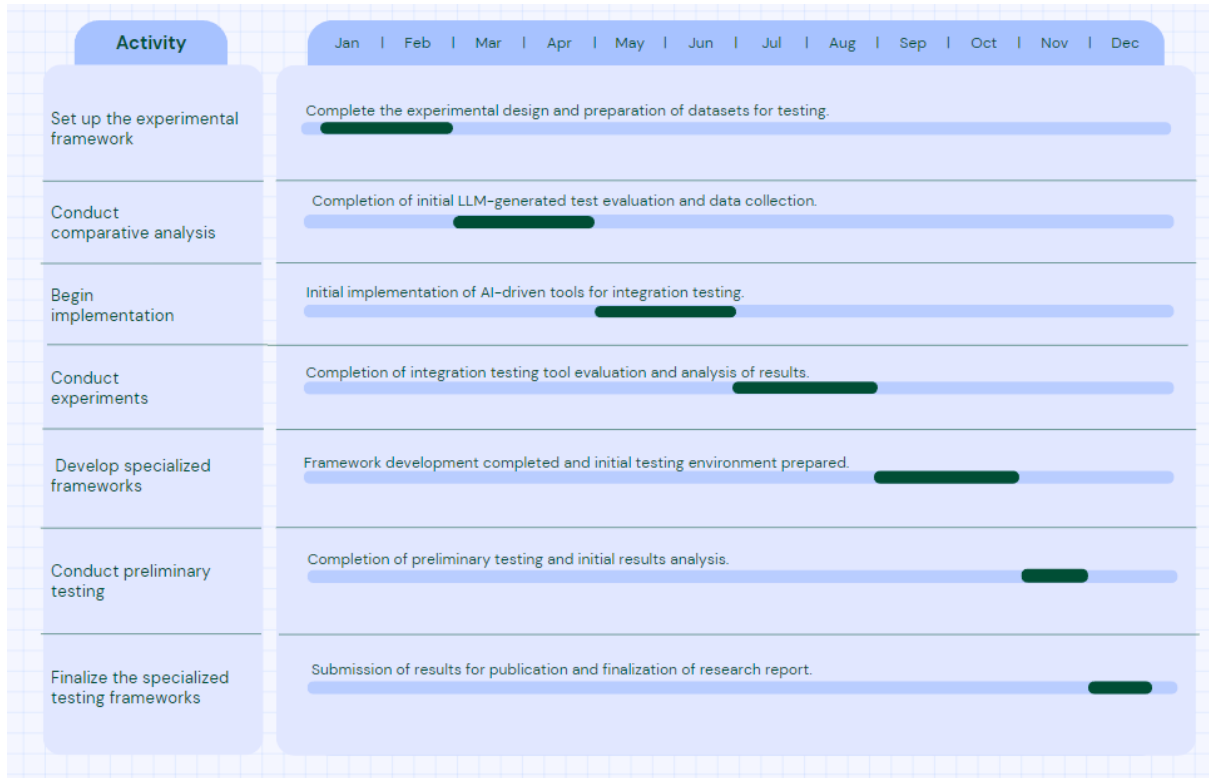 Activity
Jan | Feb | Mar | Apr | May | Jun | Jul | Aug | Sep | Oct | Nov | Dec
Set up the experimental
framework
Complete the experimental design and preparation of datasets for testing.
Conduct
comparative analysis
Completion of initial LLM-generated test evaluation and data collection.
Begin
implementation
Initial implementation of AI-driven tools for integration testing.
Conduct
experiments
Completion of integration testing tool evaluation and analysis of results.
Develop specialized
frameworks
Framework development completed and initial testing environment prepared.
Conduct preliminary
testing
Completion of preliminary testing and initial results analysis.
Finalize the specialized
testing frameworks
Submission of results for publication and finalization of research report.